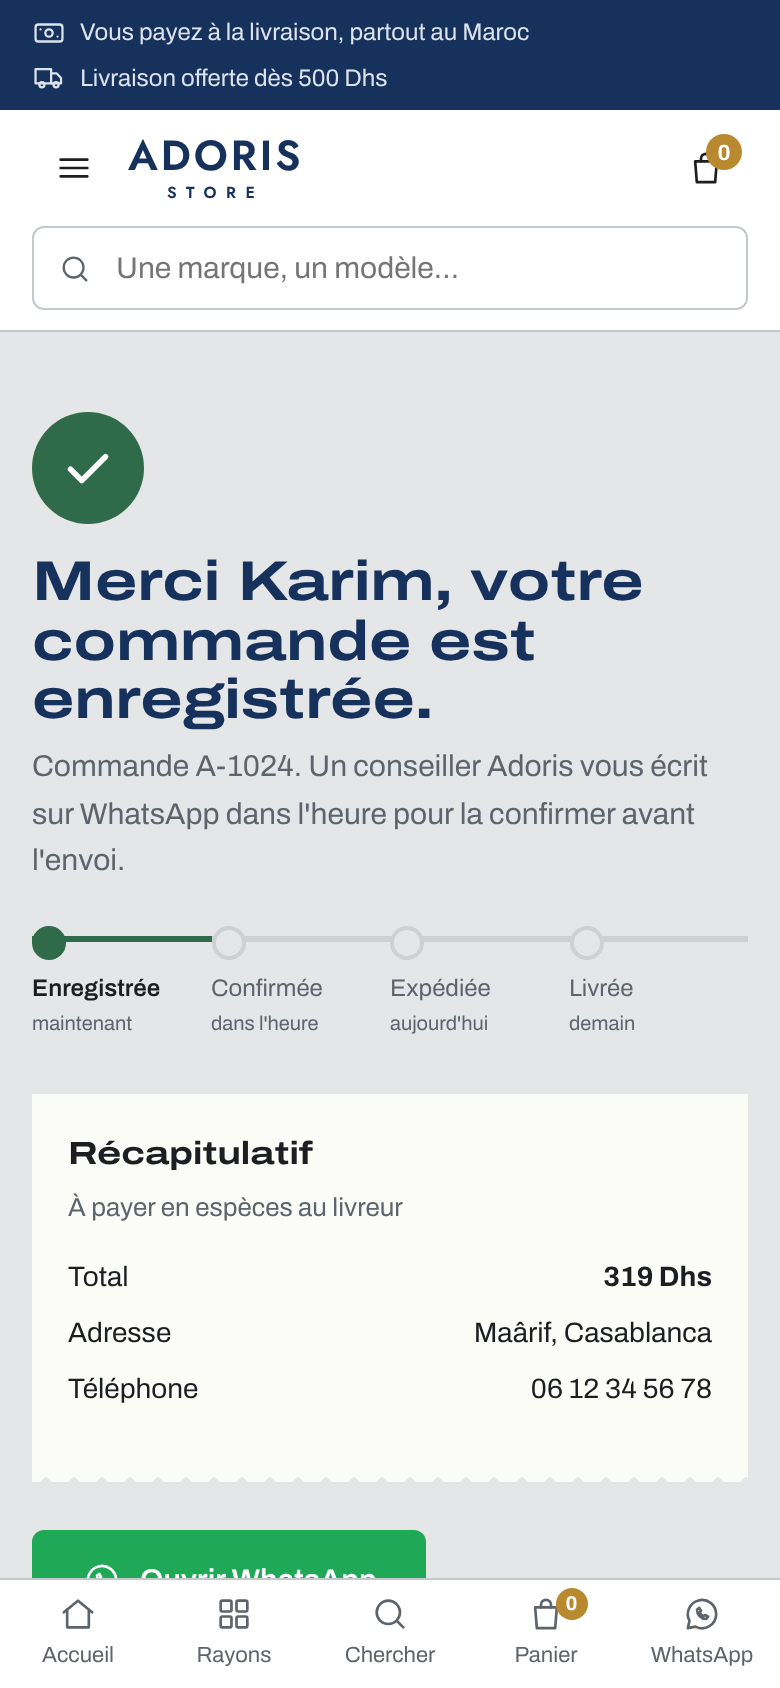 Vous payez à la livraison, partout au Maroc
Livraison offerte dès 500 Dhs
ADORIS
STORE
0
Une marque, un modèle...
Merci Karim, votre
commande est
enregistrée.
Commande A-1024. Un conseiller Adoris vous écrit
sur WhatsApp dans l'heure pour la confirmer avant
l'envoi.
Enregistrée Confirmée Expédiée Livrée
maintenant dans l'heure aujourd'hui demain
Récapitulatif
À payer en espèces au livreur
Total 319 Dhs
Adresse Maârif, Casablanca
Téléphone 06 12 34 56 78
Ouvrir WhatsApp
0
Accueil Rayons Chercher Panier WhatsApp